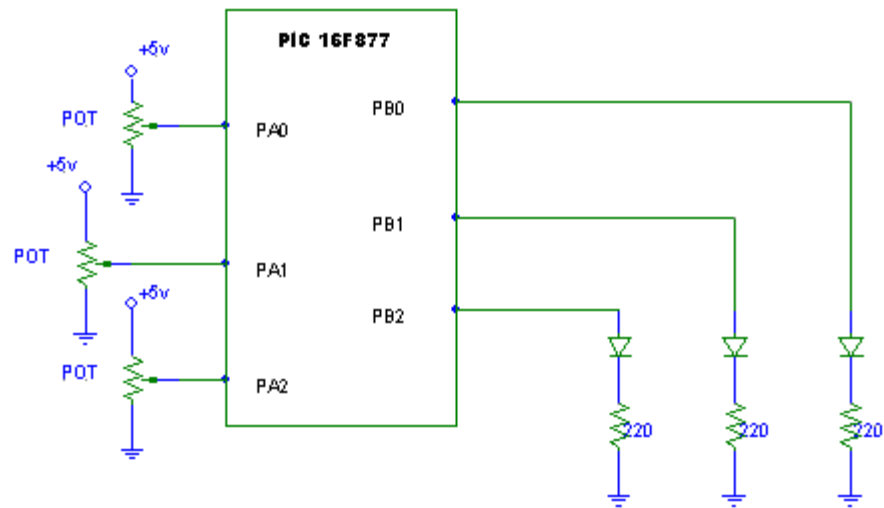 PIC 16F877
+5v
POT
PA0
PB0
+5v
POT
PA1
PB1
+5v
POT
PA2
PB2
220
220
220